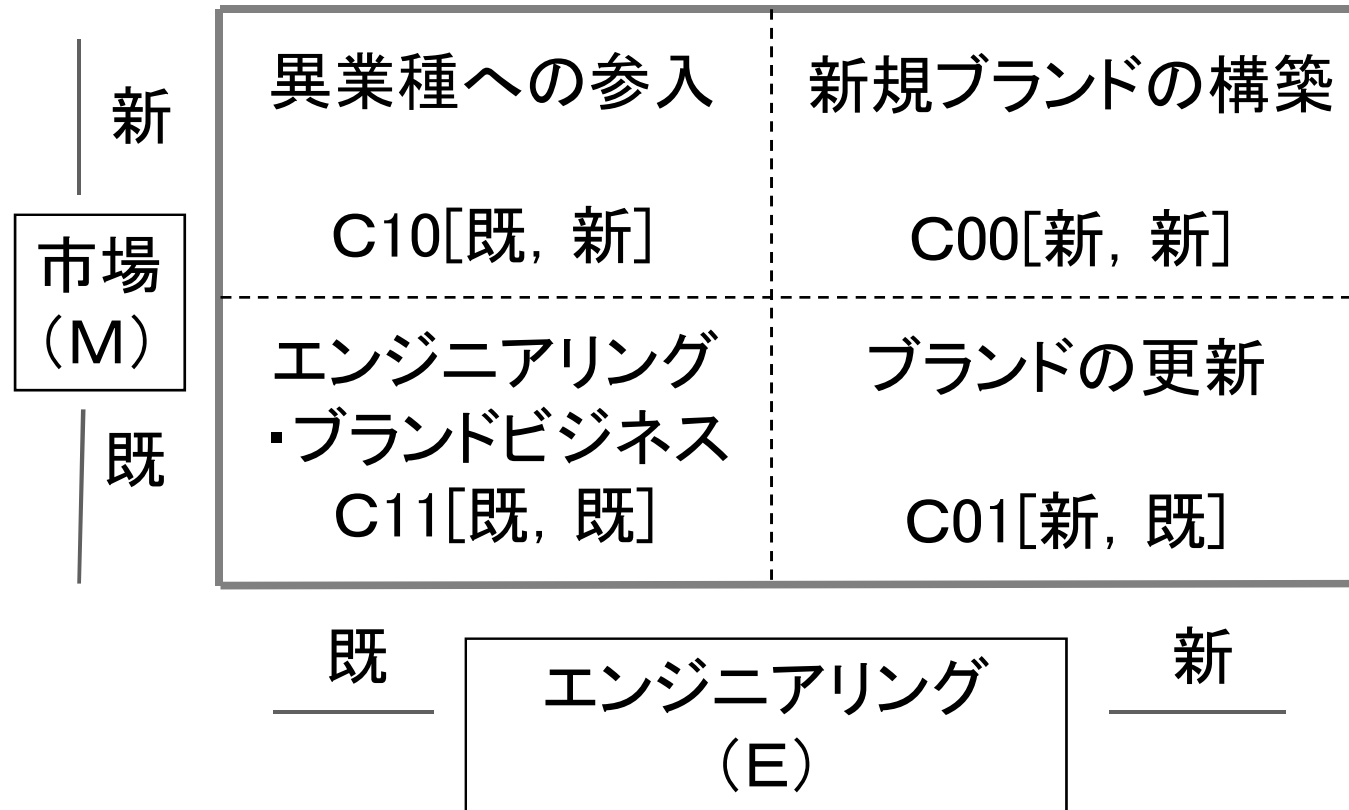 異業種への参入
新規ブランドの構築
新
C10[既, 新]
C00[新, 新]
市場
(M)
エンジニアリング
・ブランドビジネス
C11[既, 既]
ブランドの更新
C01[新, 既]
既
既
エンジニアリング
(E)
新